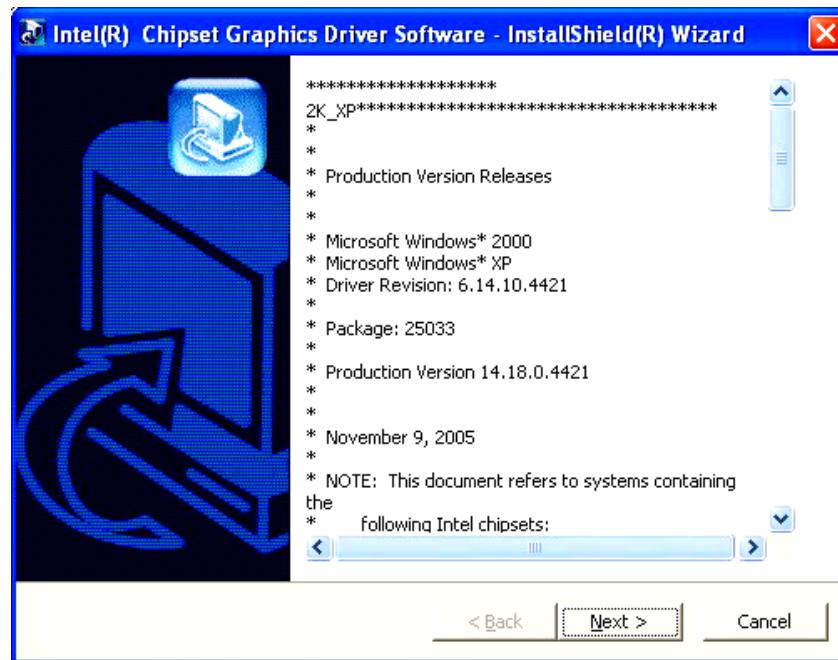 Intel(R) Chipset Graphics Driver Software - InstallShield(R) Wizard
*******************
2K_XP************************************
*
*
* Production Version Releases
*
*
* Microsoft Windows* 2000
* Microsoft Windows* XP
* Driver Revision: 6.14.10.4421
*
* Package: 25033
*
* Production Version 14.18.0.4421
*
*
* November 9, 2005
*
* NOTE: This document refers to systems containing
the
* following Intel chipsets:
< Back
Next >
Cancel